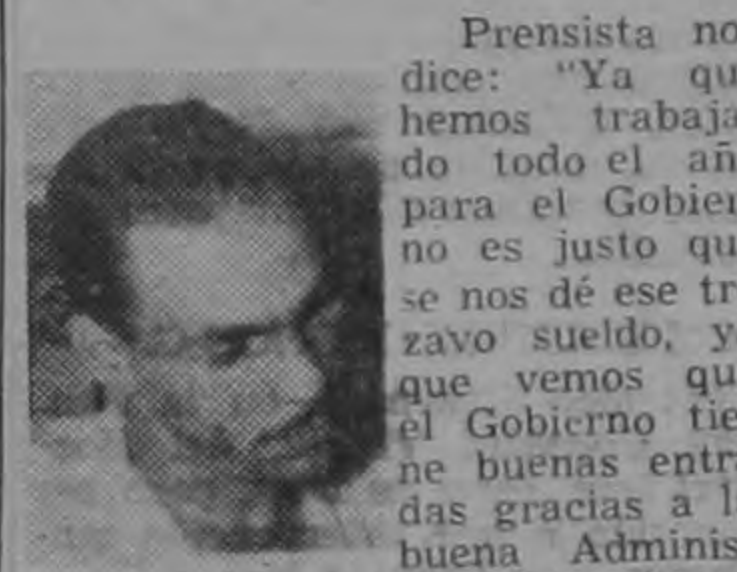 Prensista no
dice: "Ya qu
hemos trabaja
do todo el añ
para el Gobier
no es justo qu
se nos dé ese tr
zavo sueldo, y
que vemos qu
el Gobierno tie
ne buenas entra
das gracias a l
buena Adminis